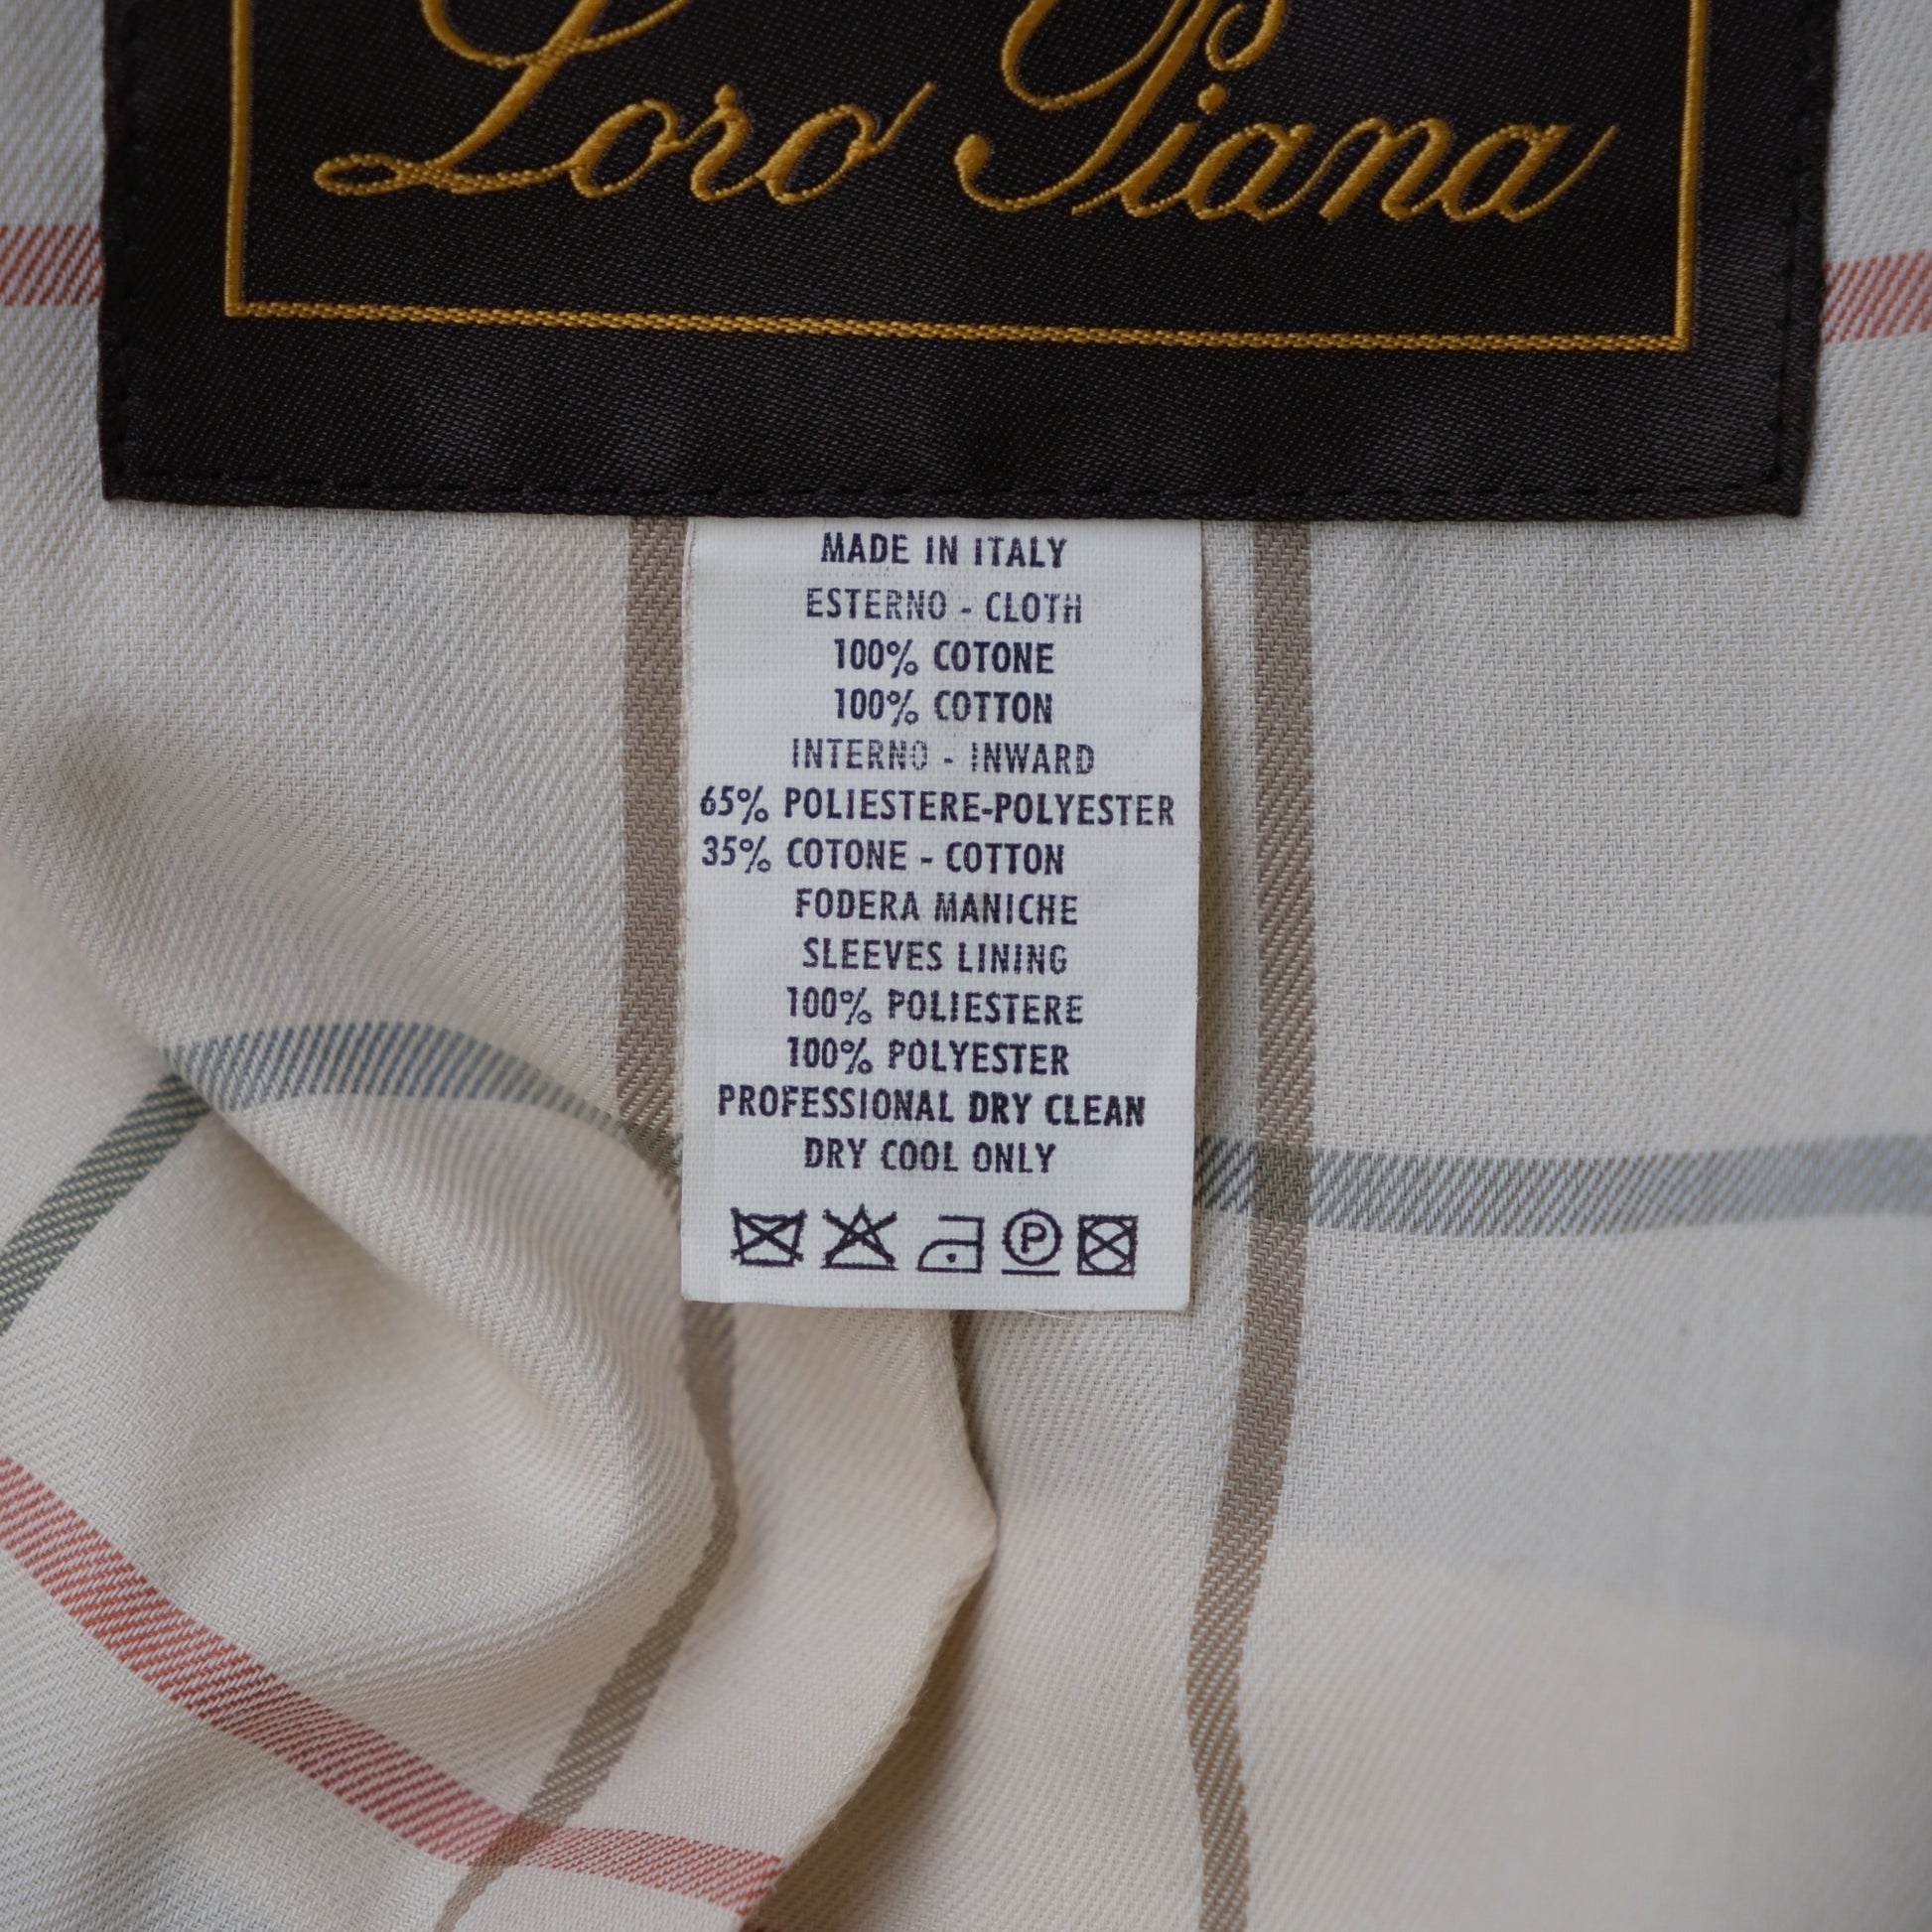 Loro Piana
MADE IN ITALY
ESTERNO - CLOTH
100% COTONE
100% COTTON
INTERNO - INWARD
65% POLIESTERE-POLYESTER
35% COTONE - COTTON
FODERA MANICHE
SLEEVES LINING
100% POLIESTERE
100% POLYESTER
PROFESSIONAL DRY CLEAN
DRY COOL ONLY
P